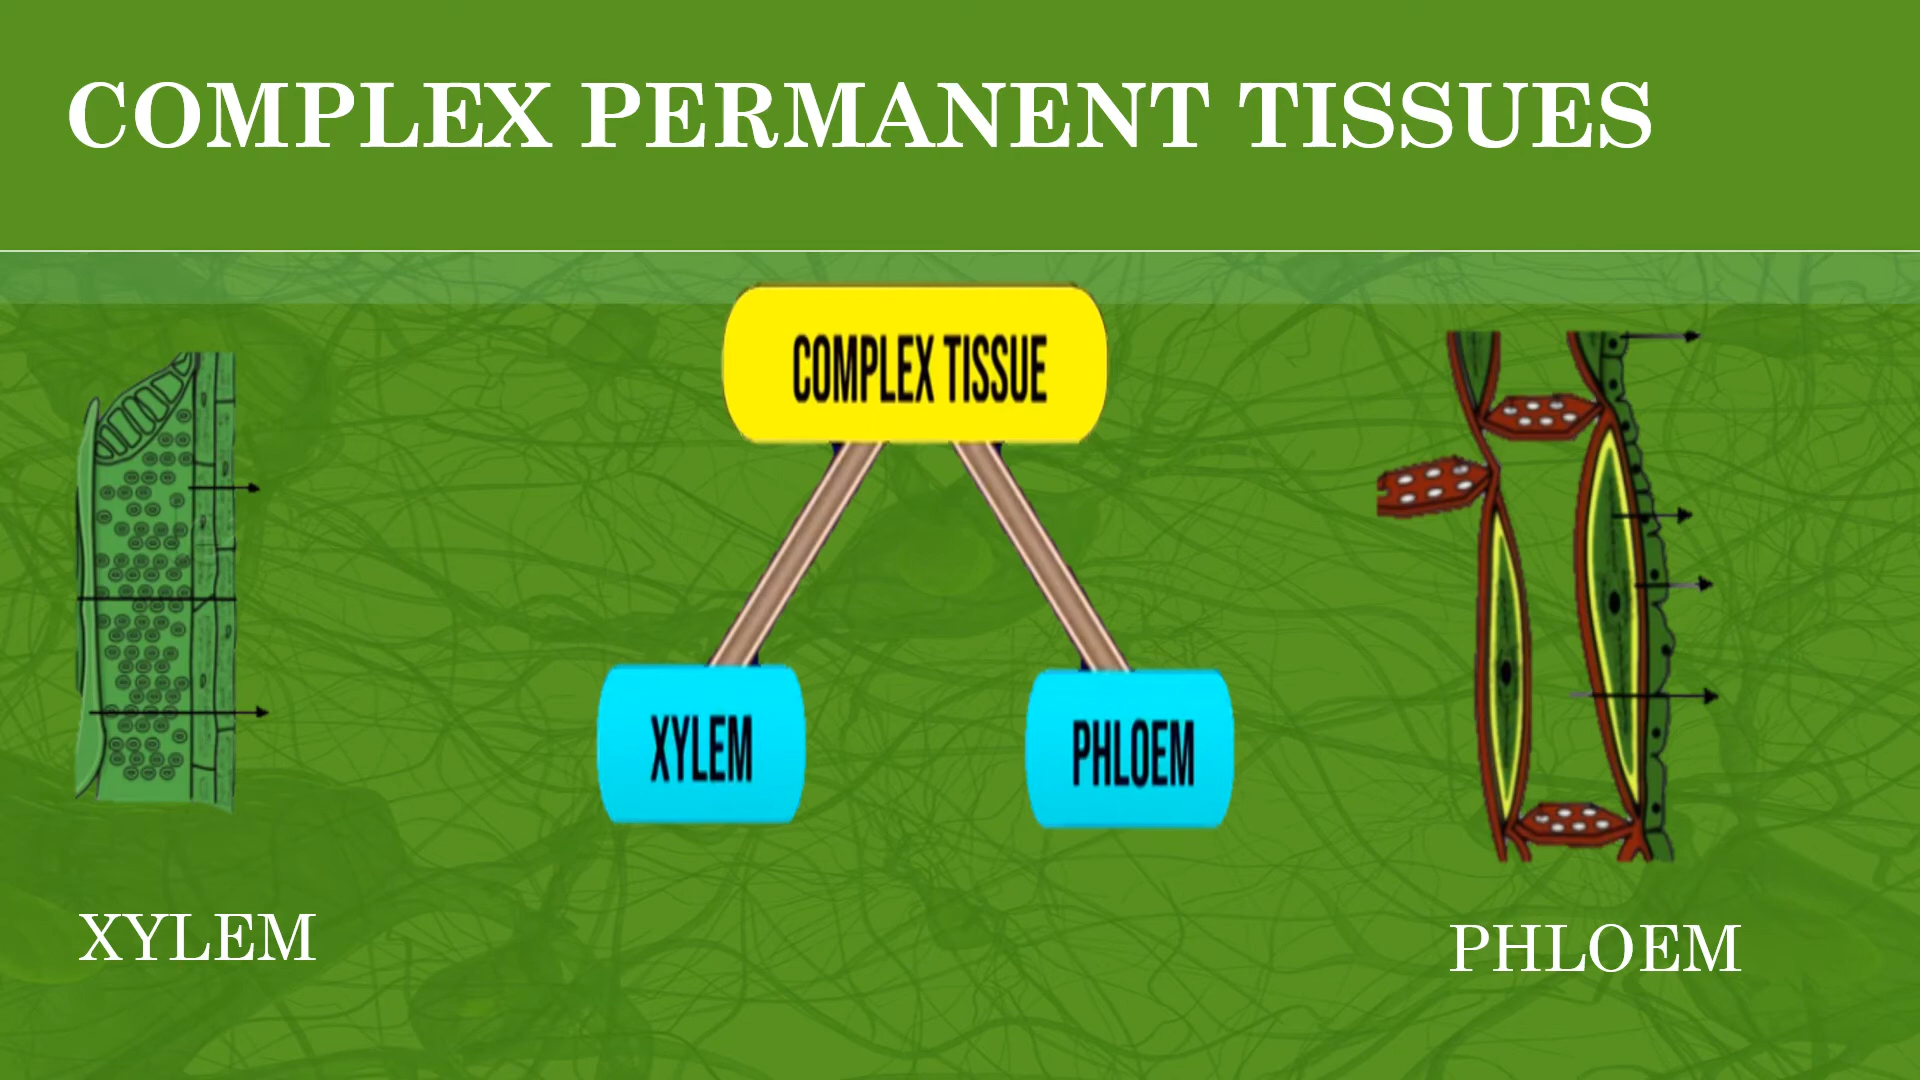 COMPLEX PERMANENT TISSUES
COMPLEX TISSUE
XYLEM
PHLOEM
XYLEM
PHLOEM